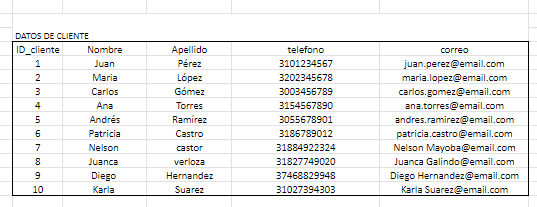 DATOS DE CLIENTE
ID_cliente Nombre Apellido telefono correo
1 Juan Pérez 3101234567 juan.perez@email.com
2 Maria López 3202345678 maria.lopez@email.com
3 Carlos Gómez 3003456789 carlos.gomez@email.com
4 Ana Torres 3154567890 ana.torres@email.com
5 Andrés Ramírez 3055678901 andres.ramirez@email.com
6 Patricia Castro 3186789012 patricia.castro@email.com
7 Nelson castor 31884922324 Nelson Mayoba@email.com
8 Juanca verloza 31827749020 Juanca Galindo@email.com
9 Diego Hernandez 37468829948 Diego Hernandez@email.com
10 Karla Suarez 31027394303 Karla Suarez@email.com